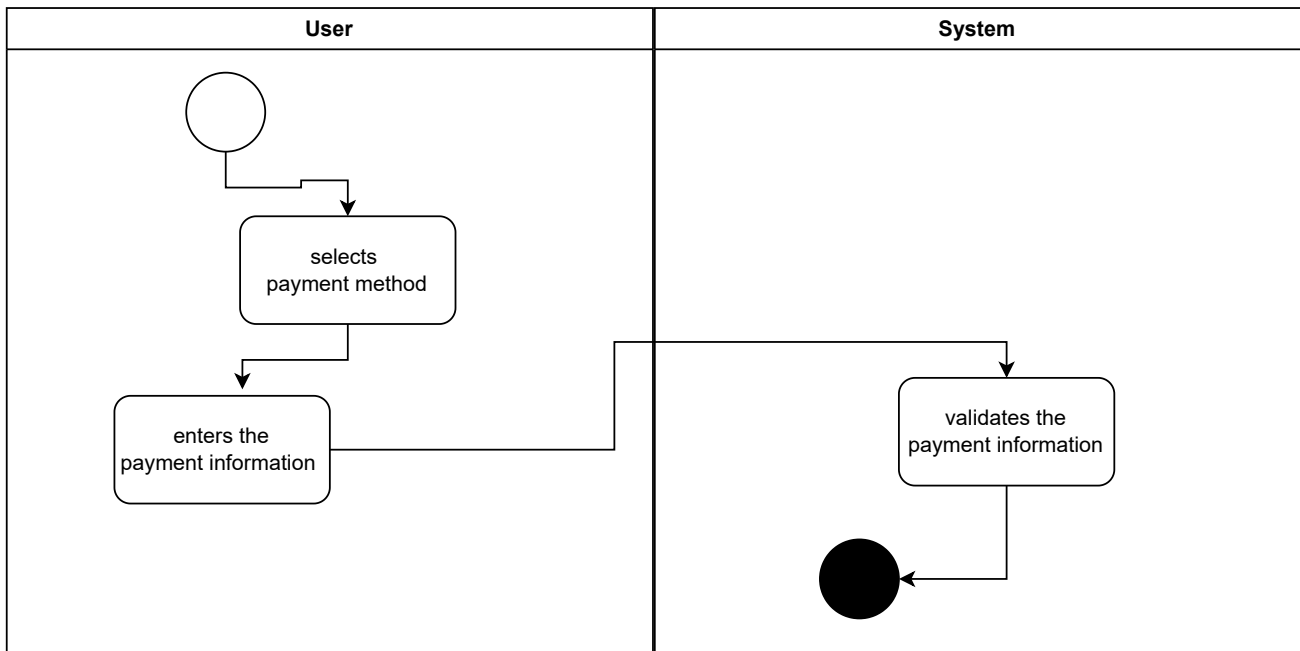 User
System
selects
payment method
enters the
payment information
validates the
payment information